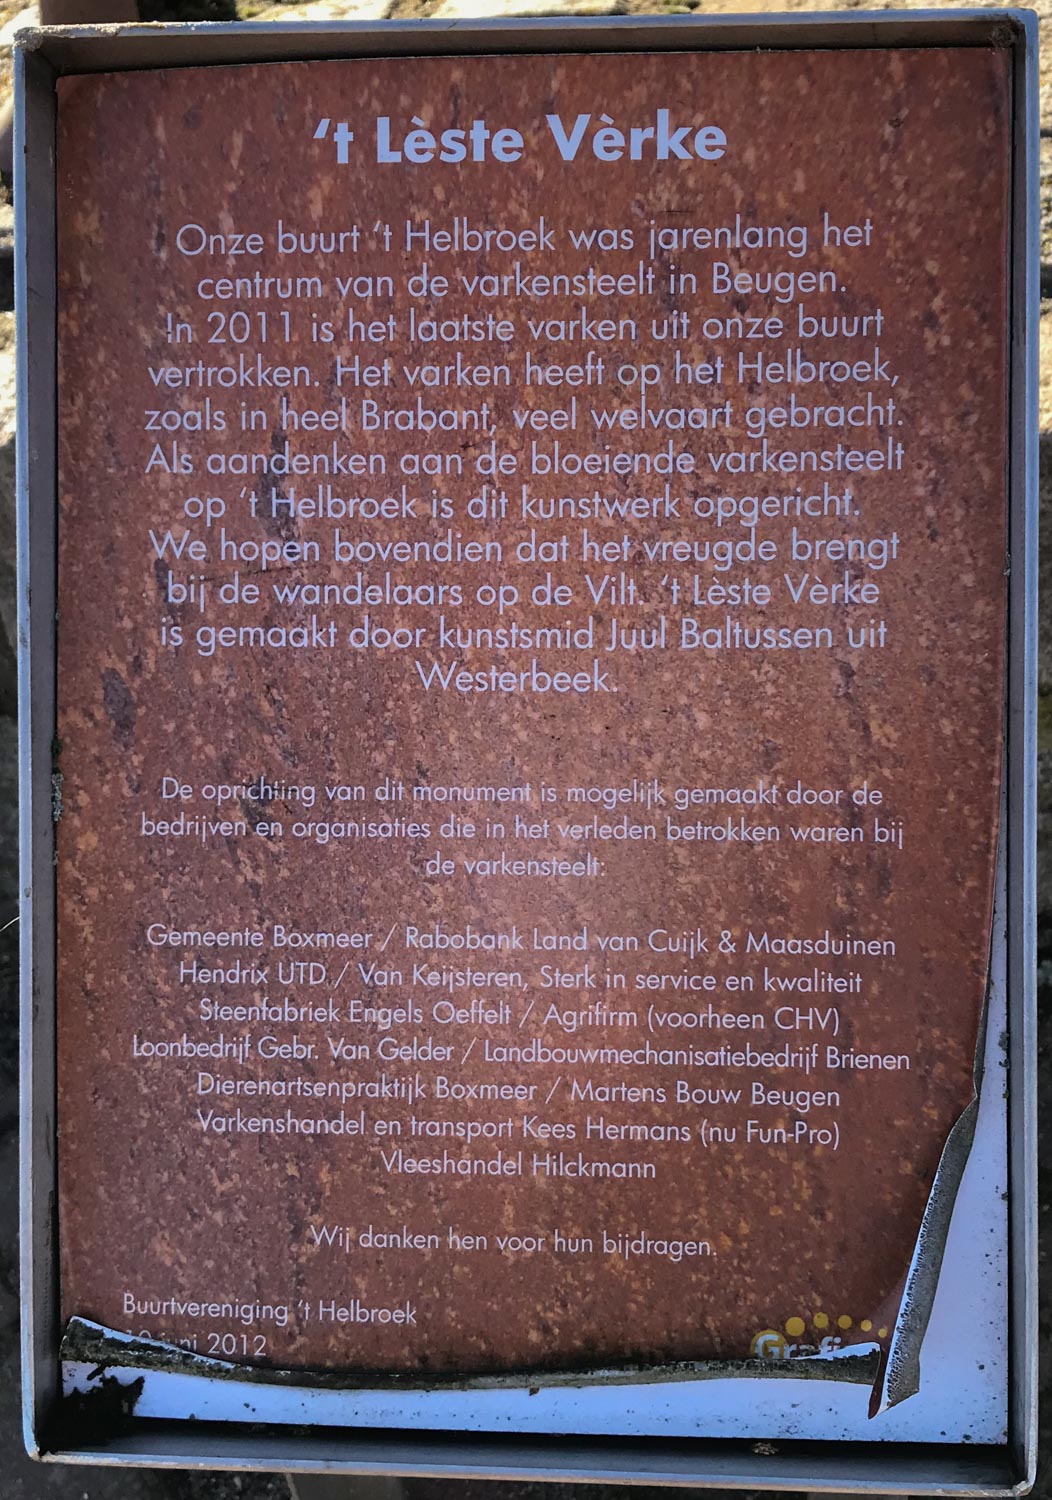 ‘t Lèste Vèrke
Onze buurt ‘t Helbroek was jarenlang het
centrum van de varkensteelt in Beugen.
In 2011 is het laatste varken uit onze buurt
vertrokken. Het varken heeft op het Helbroek,
zoals in heel Brabant, veel welvaart gebracht.
Als aandenken aan de bloeiende varkensteelt
op ‘t Helbroek is dit kunstwerk opgericht.
We hopen bovendien dat het vreugde brengt
bij de wandelaars op de Vilt. ‘t Lèste Vèrke
is gemaakt door kunstsmid Juul Baltussen uit
Westerbeek.
De oprichting van dit monument is mogelijk gemaakt door de
bedrijven en organisaties die in het verleden betrokken waren bij
de varkensteelt:
Gemeente Boxmeer / Rabobank Land van Cuijk & Maasduinen
Hendrix UTD / Van Keijsteren, Sterk in service en kwaliteit
Steenfabriek Engels Oeffelt / Agrifirm (voorheen CHV)
Loonbedrijf Gebr. Van Gelder / Landbouwmechanisatiebedrijf Brienen
Dierenartsenpraktijk Boxmeer / Martens Bouw Beugen
Varkenshandel en transport Kees Hermans (nu Fun-Pro)
Vleeshandel Hilckmann
Wij danken hen voor hun bijdragen.
Buurtvereniging ‘t Helbroek
juni 2012